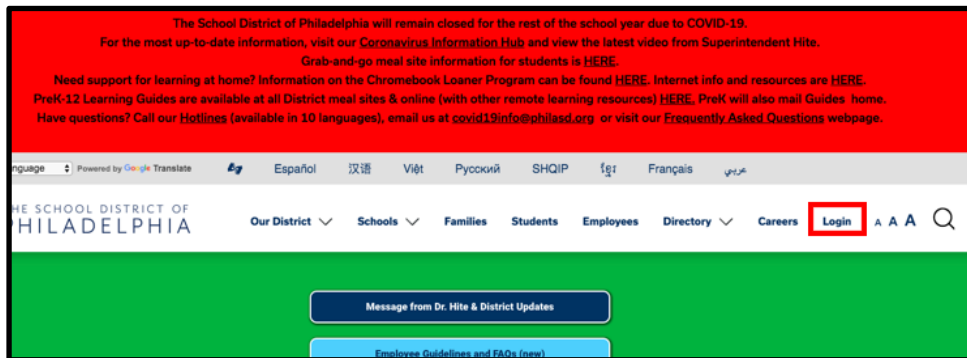 The School District of Philadelphia will remain closed for the rest of the school year due to COVID-19.
For the most up-to-date information, visit our Coronavirus Information Hub and view the latest video from Superintendent Hite.
Grab-and-go meal site information for students is HERE.
Need support for learning at home? Information on the Chromebook Loaner Program can be found HERE. Internet info and resources are HERE.
PreK-12 Learning Guides are available at all District meal sites & online (with other remote learning resources) HERE. PreK will also mail Guides home.
Have questions? Call our Hotlines (available in 10 languages), email us at covid19info@philasd.org or visit our Frequently Asked Questions webpage.
nguage Powered by Google Translate Español 汉语 Việt Русский SHQIP ខ្មែរ Français عربي
HE SCHOOL DISTRICT OF
PHILADELPHIA
Our District Schools Families Students Employees Directory Careers Login A A A
Message from Dr. Hite & District Updates
Employee Guidelines and FAQs (new)